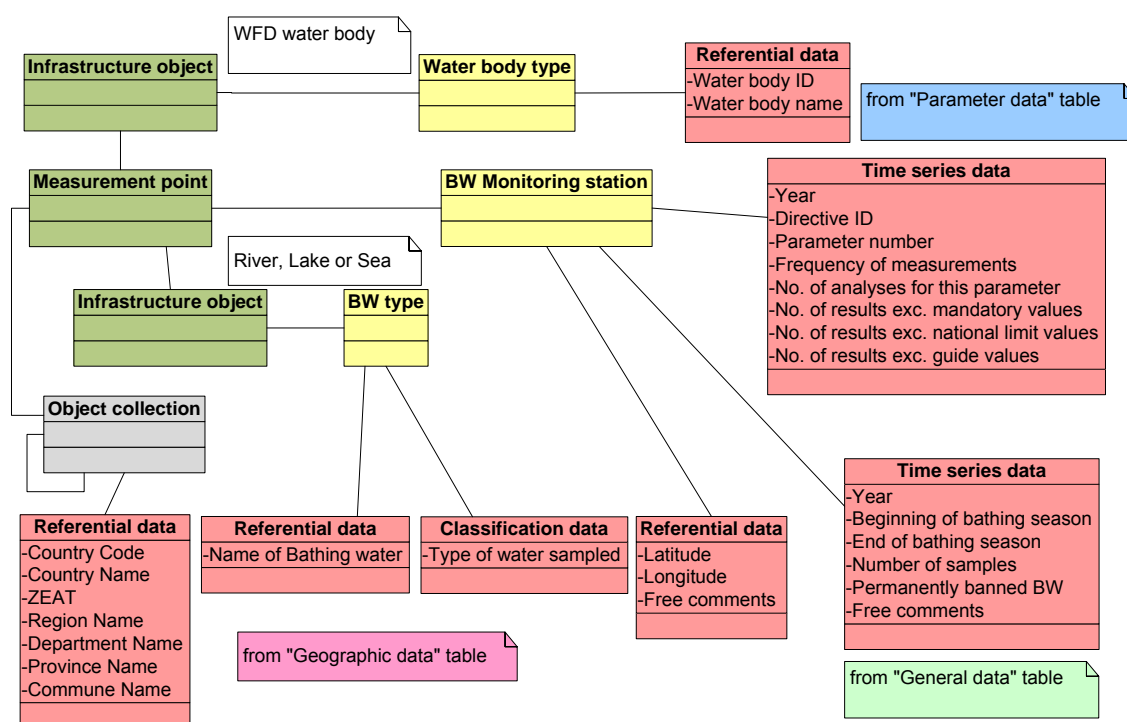 WFD water body
Infrastructure object
Water body type
Referential data
-Water body ID
-Water body name
from "Parameter data" table
Measurement point
BW Monitoring station
Time series data
-Year
-Directive ID
-Parameter number
-Frequency of measurements
-No. of analyses for this parameter
-No. of results exc. mandatory values
-No. of results exc. national limit values
-No. of results exc. guide values
River, Lake or Sea
Infrastructure object
BW type
Object collection
Time series data
-Year
-Beginning of bathing season
-End of bathing season
-Number of samples
-Permanently banned BW
-Free comments
Referential data
-Country Code
-Country Name
-ZEAT
-Region Name
-Department Name
-Province Name
-Commune Name
Referential data
-Name of Bathing water
Classification data
-Type of water sampled
Referential data
-Latitude
-Longitude
-Free comments
from "Geographic data" table
from "General data" table